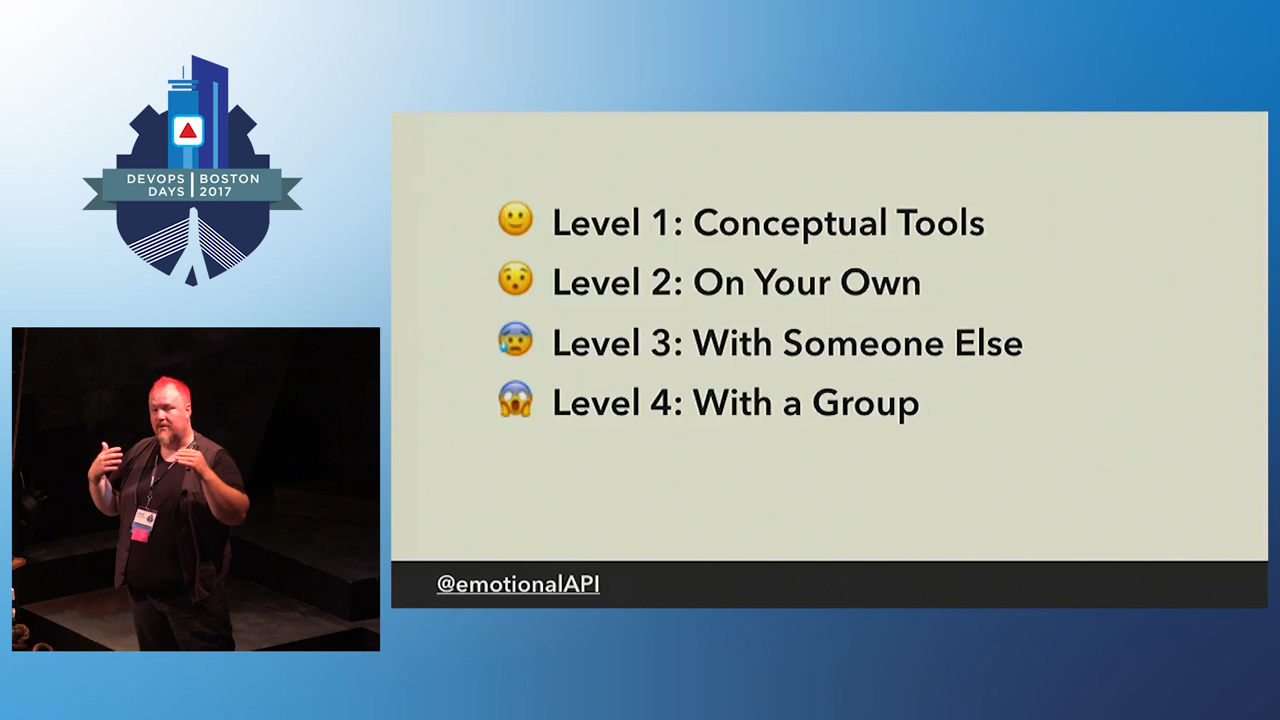 DEVOPS BOSTON
DAYS 2017
Level 1: Conceptual Tools
Level 2: On Your Own
Level 3: With Someone Else
Level 4: With a Group
@emotionalAPI